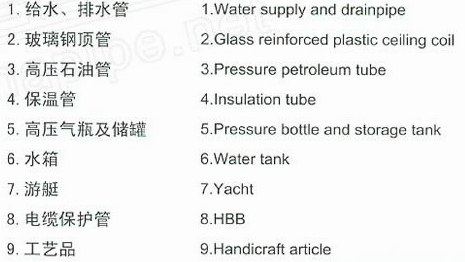 1. 给水、排水管 1.Water supply and drainpipe
2. 玻璃钢顶管 2.Glass reinforced plastic ceiling coil
3. 高压石油管 3.Pressure petroleum tube
4. 保温管 4.Insulation tube
5. 高压气瓶及储罐 5.Pressure bottle and storage tank
6. 水箱 6.Water tank
7. 游艇 7.Yacht
8. 电缆保护管 8.HBB
9. 工艺品 9.Handicraft article